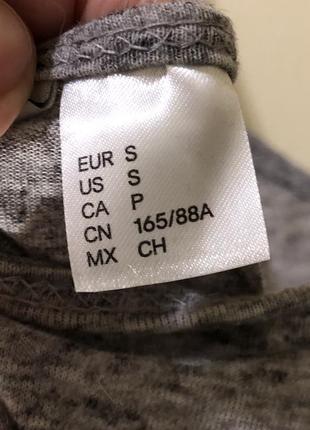 EUR S
US S
CA P
CN 165/88A
MX CH